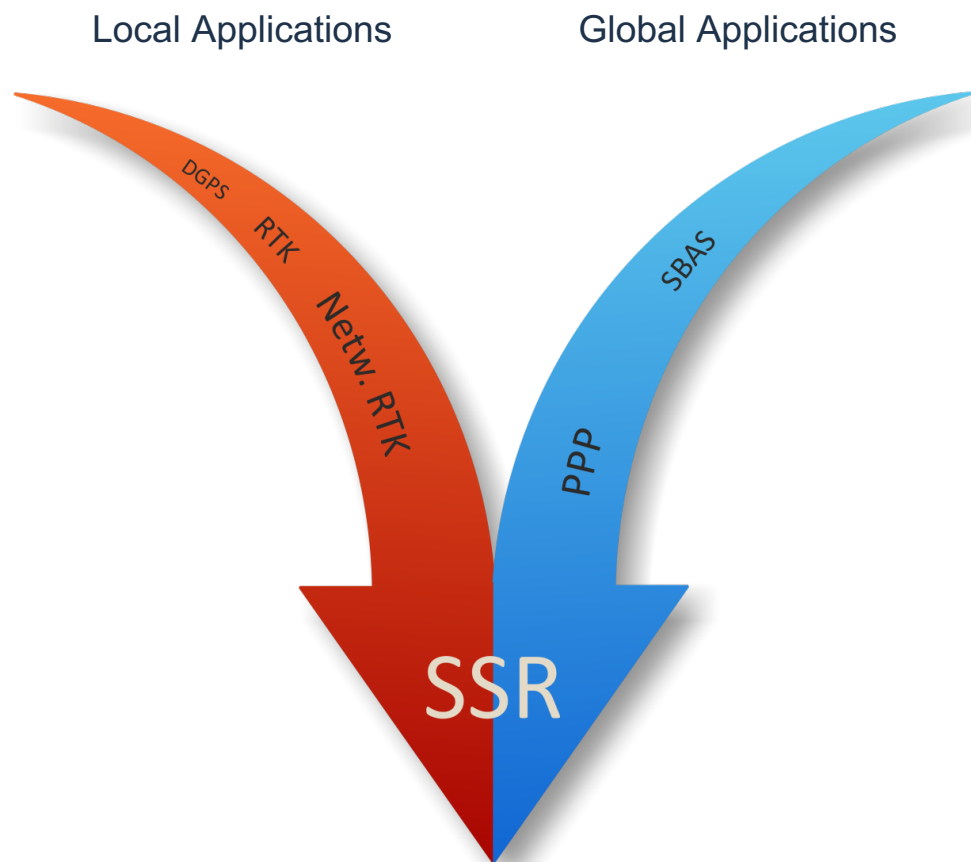 Local Applications
Global Applications
DGPS
RTK
Netw. RTK
SBAS
PPP
SSR